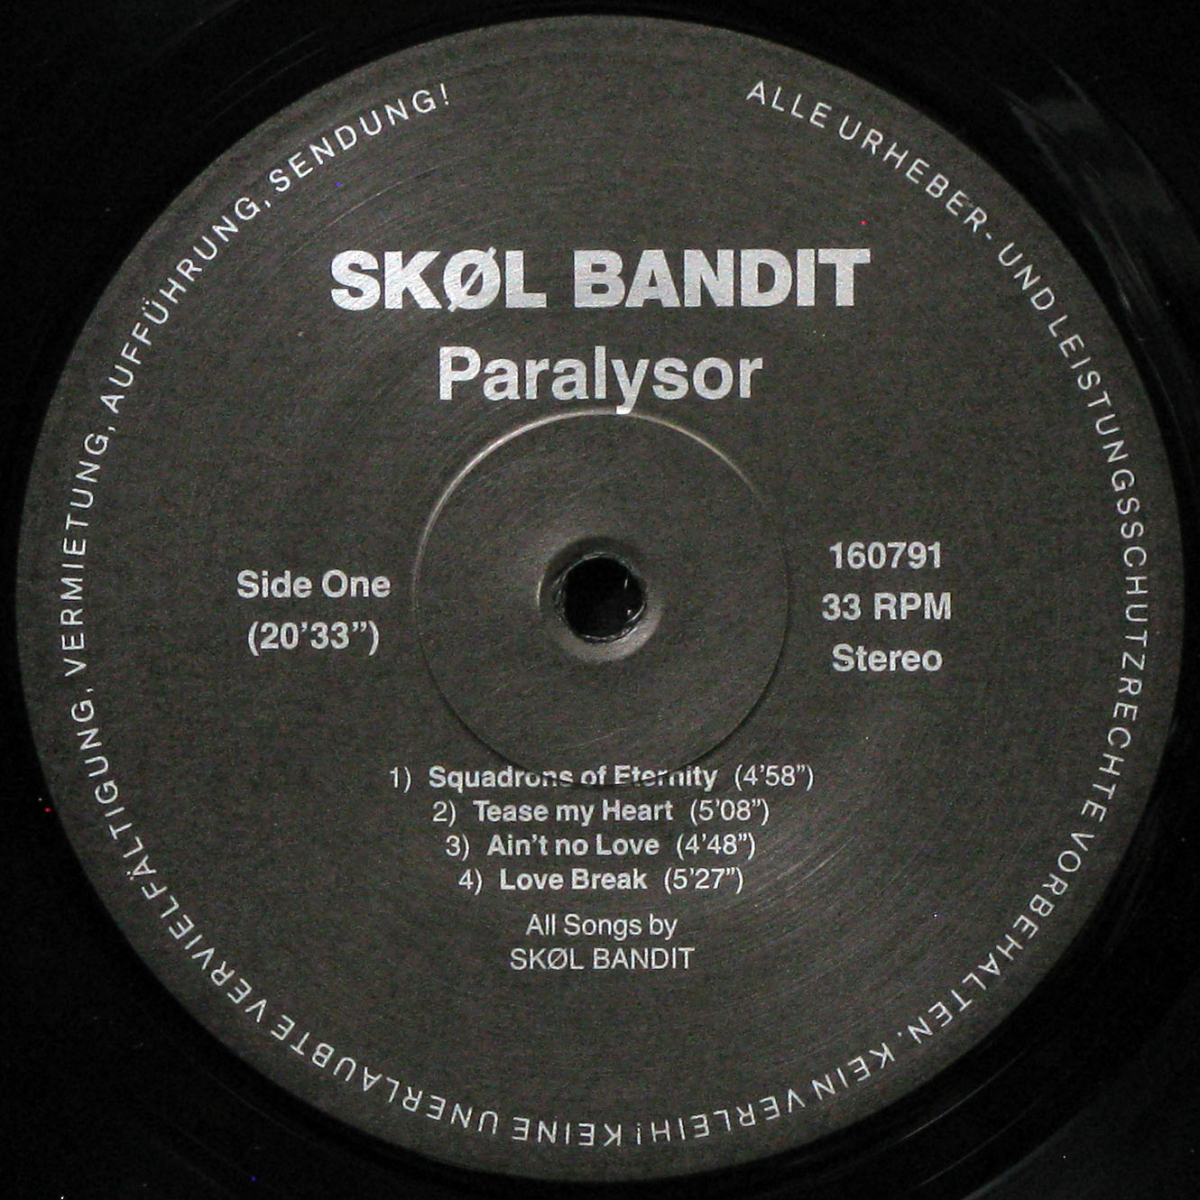 ALLE URHEBER- UND LEISTUNGSSCHUTZRECHTE VORBEHALTEN. KEIN VERLEIH! KEINE UNERLAUBTE VERVIELFÄLTIGUNG, VERMIETUNG, AUFFÜHRUNG, SENDUNG!
SKØL BANDIT
Paralysor
Side One
(20'33")
160791
33 RPM
Stereo
1) Squadrons of Eternity (4'58")
2) Tease my Heart (5'08")
3) Ain't no Love (4'48")
4) Love Break (5'27")
All Songs by
SKØL BANDIT